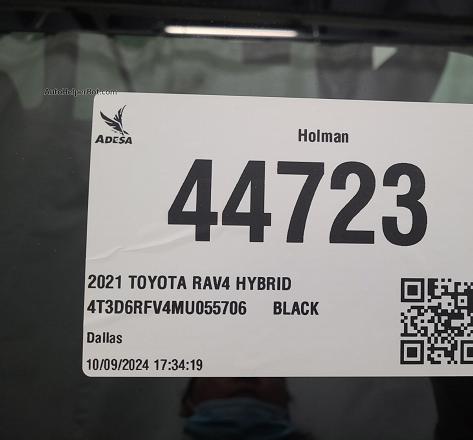 AutoHelperBot.com
ADESA
Holman
44723
2021 TOYOTA RAV4 HYBRID
4T3D6RFV4MU055706 BLACK
Dallas
10/09/2024 17:34:19